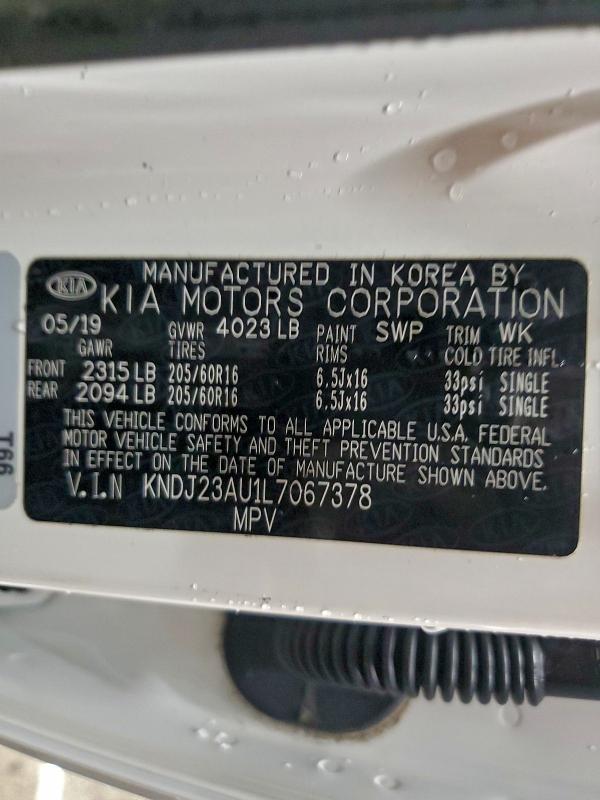 KIA MANUFACTURED IN KOREA BY
KIA MOTORS CORPORATION
05/19 GVWR 4023 LB PAINT SWP TRIM WK
GAWR TIRES RIMS COLD TIRE INFL.
FRONT 2315 LB 205/60R16 6.5Jx16 33psi SINGLE
REAR 2094 LB 205/60R16 6.5Jx16 33psi SINGLE
THIS VEHICLE CONFORMS TO ALL APPLICABLE U.S.A. FEDERAL
MOTOR VEHICLE SAFETY AND THEFT PREVENTION STANDARDS
IN EFFECT ON THE DATE OF MANUFACTURE SHOWN ABOVE.
V.I.N KNDJ23AU1L7067378
MPV
T66